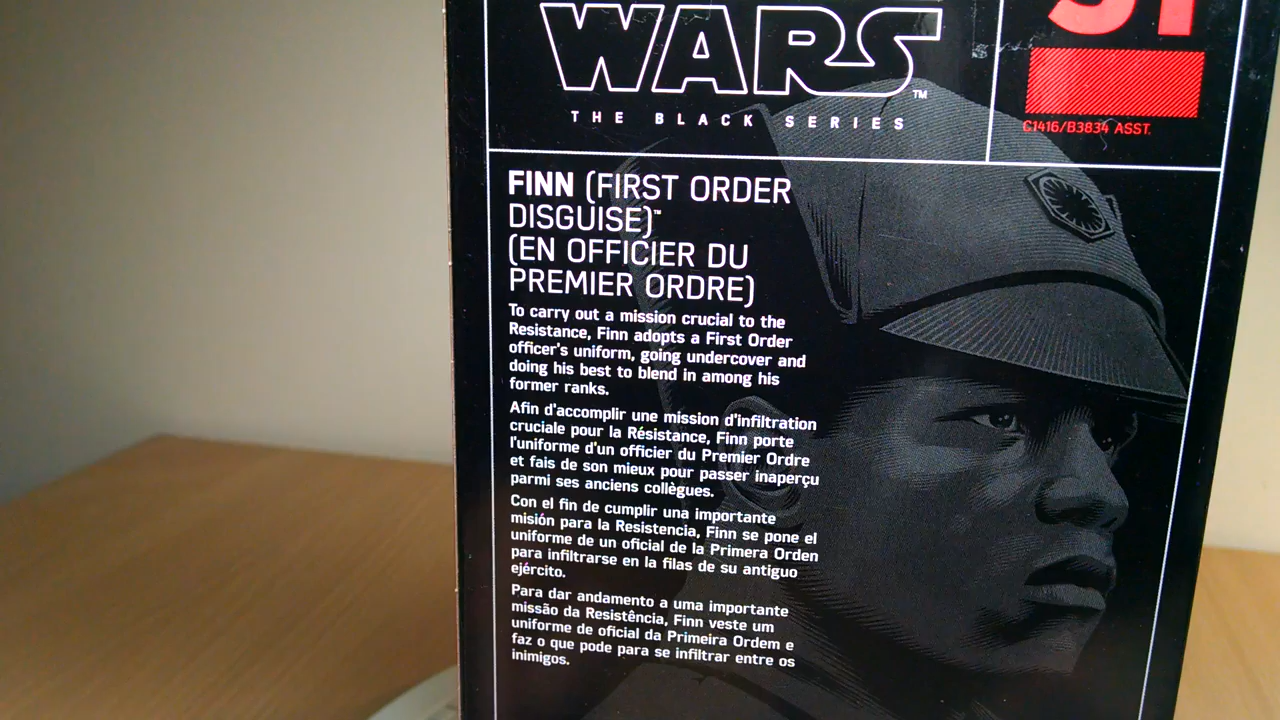 WARS™
THE BLACK SERIES
51
C1416/B3834 ASST.
FINN (FIRST ORDER
DISGUISE)™
(EN OFFICIER DU
PREMIER ORDRE)
To carry out a mission crucial to the
Resistance, Finn adopts a First Order
officer's uniform, going undercover and
doing his best to blend in among his
former ranks.
Afin d'accomplir une mission d'infiltration
cruciale pour la Résistance, Finn porte
l'uniforme d'un officier du Premier Ordre
et fais de son mieux pour passer inaperçu
parmi ses anciens collègues.
Con el fin de cumplir una importante
misión para la Resistencia, Finn se pone el
uniforme de un oficial de la Primera Orden
para infiltrarse en la filas de su antiguo
ejército.
Para dar andamento a uma importante
missão da Resistência, Finn veste um
uniforme de oficial da Primeira Ordem e
faz o que pode para se infiltrar entre os
inimigos.